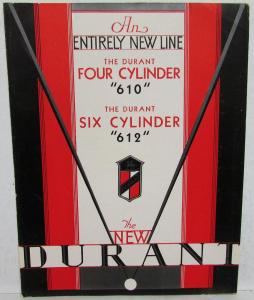 An
ENTIRELY NEW LINE
THE DURANT
FOUR CYLINDER
"610"
THE DURANT
SIX CYLINDER
"612"
The
NEW
DURANT